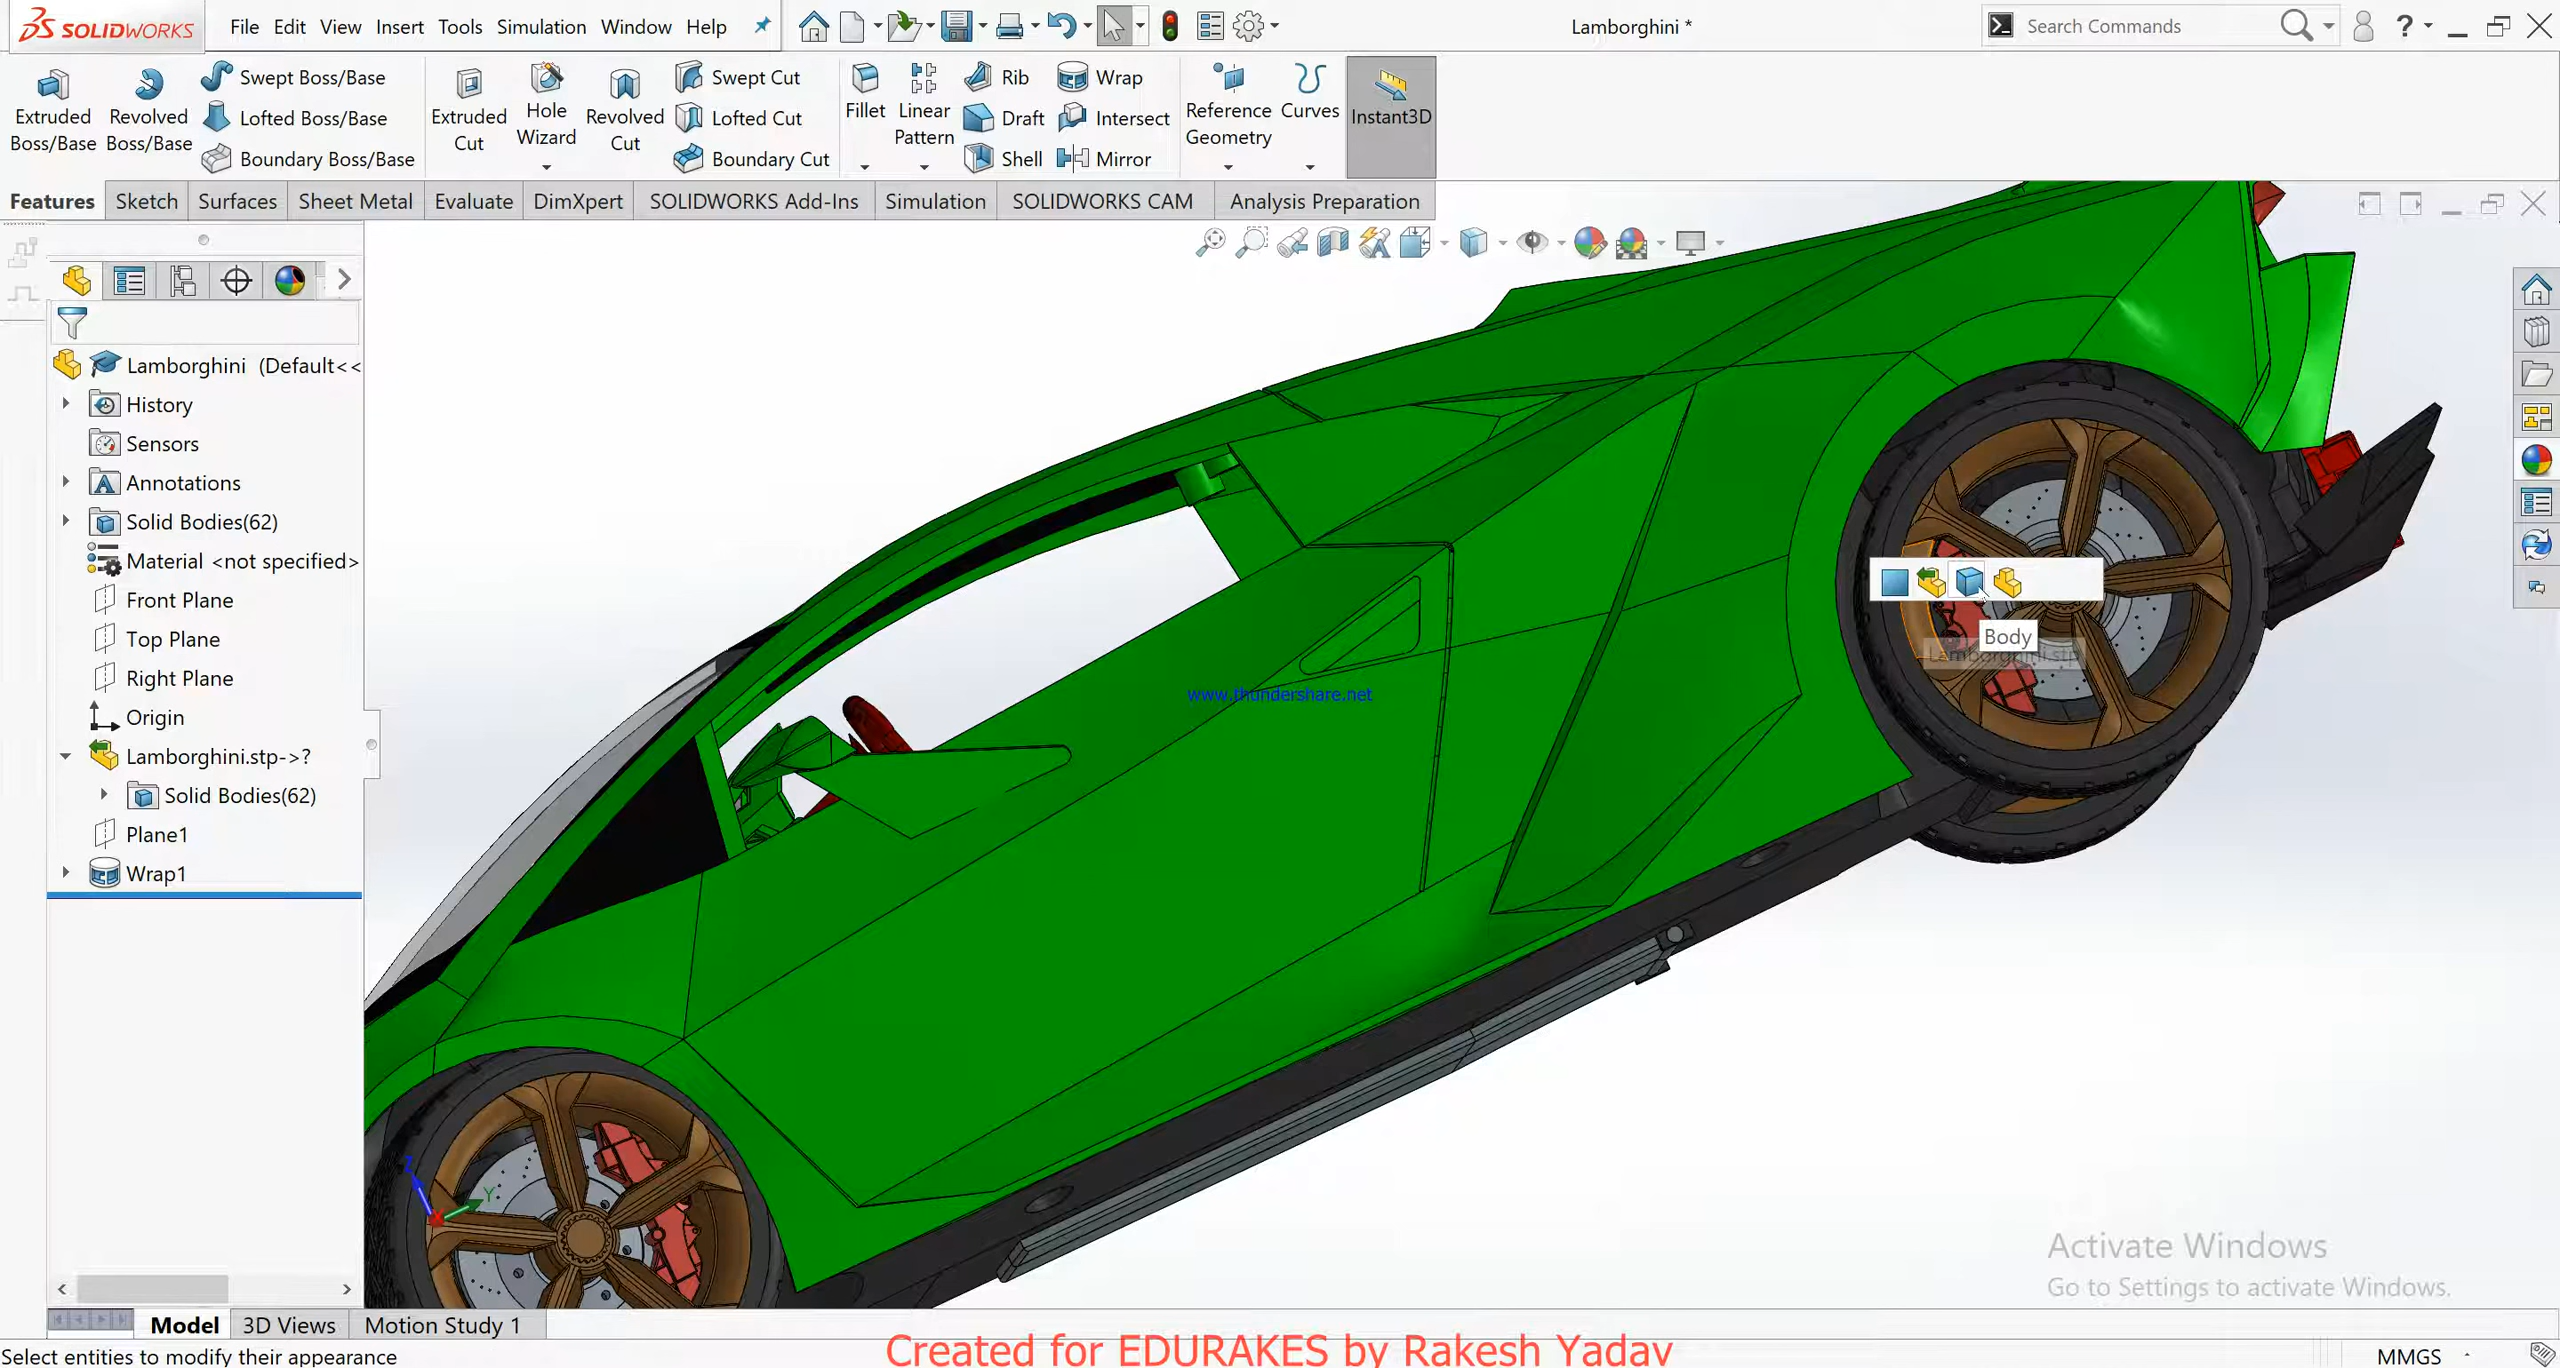 SOLIDWORKS
File Edit View Insert Tools Simulation Window Help
Lamborghini *
Search Commands
?
Extruded Boss/Base
Revolved Boss/Base
Swept Boss/Base
Lofted Boss/Base
Boundary Boss/Base
Extruded Cut
Hole Wizard
Revolved Cut
Swept Cut
Lofted Cut
Boundary Cut
Fillet
Linear Pattern
Rib
Draft
Shell
Wrap
Intersect
Mirror
Reference Geometry
Curves
Instant3D
Features Sketch Surfaces Sheet Metal Evaluate DimXpert SOLIDWORKS Add-Ins Simulation SOLIDWORKS CAM Analysis Preparation
Lamborghini (Default<<
History
Sensors
Annotations
Solid Bodies(62)
Material <not specified>
Front Plane
Top Plane
Right Plane
Origin
Lamborghini.stp->?
Solid Bodies(62)
Plane1
Wrap1
Body
Lamborghini.stp
www.thundershare.net
Z
Y
X
Activate Windows
Go to Settings to activate Windows.
Model 3D Views Motion Study 1
Created for EDURAKES by Rakesh Yadav
Select entities to modify their appearance
MMGS